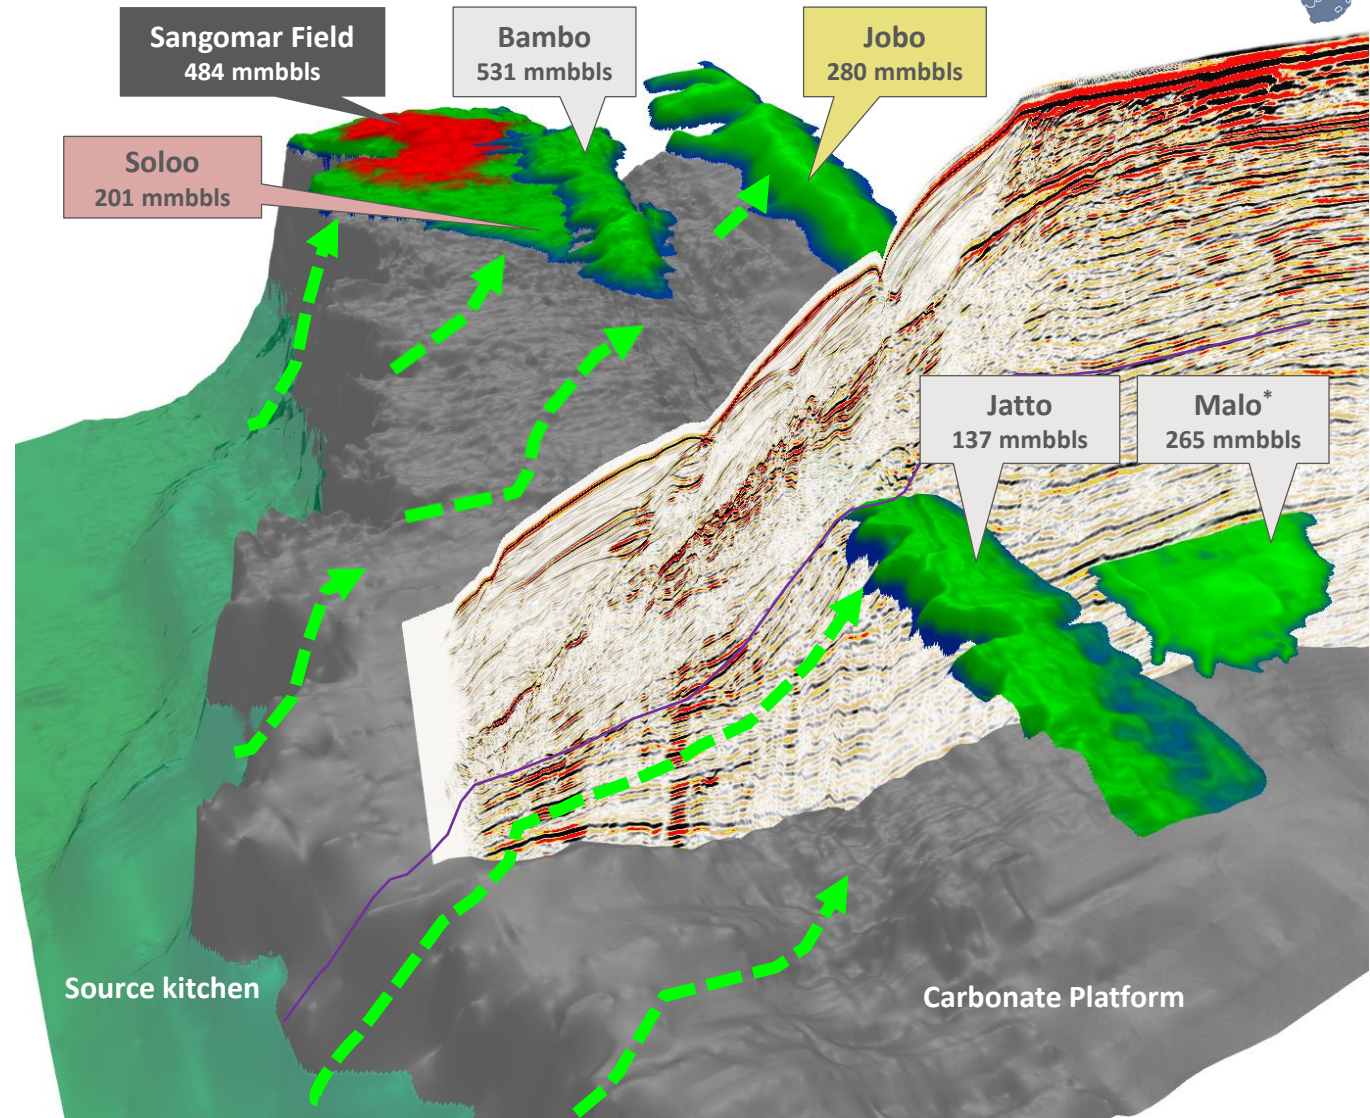 Sangomar Field
484 mmbbls
Bambo
531 mmbbls
Jobo
280 mmbbls
Soloo
201 mmbbls
Jatto
137 mmbbls
Malo*
265 mmbbls
Source kitchen
Carbonate Platform